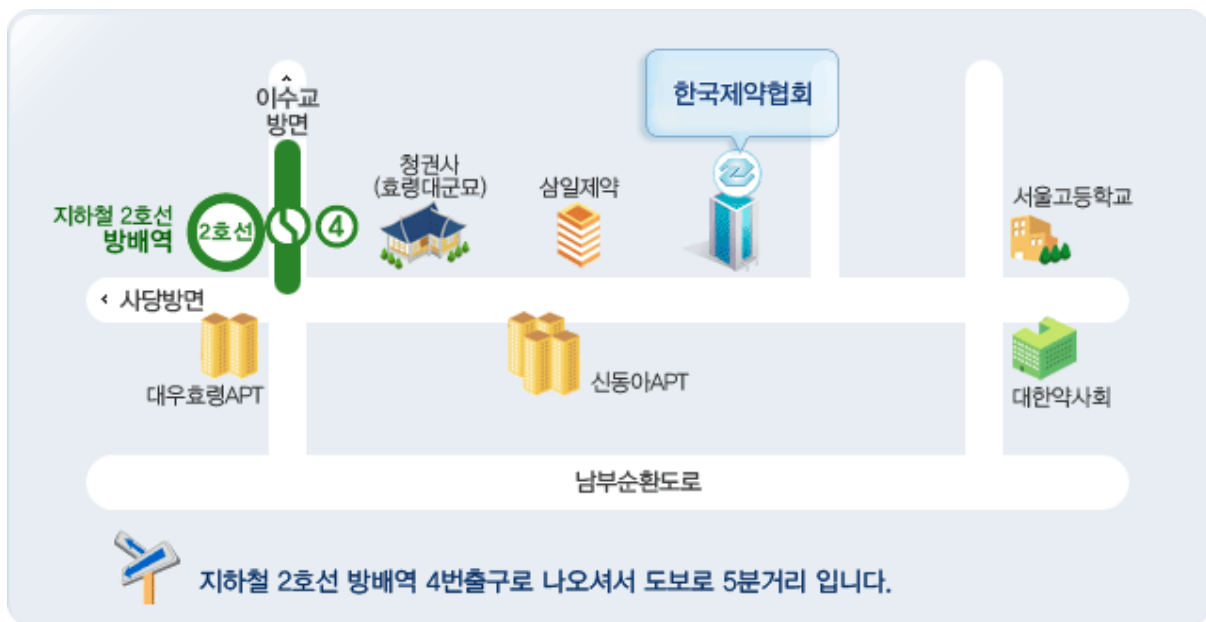 이수교
방면
한국제약협회
청권사
(효령대군묘)
삼일제약
서울고등학교
지하철 2호선
방배역
2호선
4
사당방면
대우효령APT
신동아APT
대한약사회
남부순환도로
지하철 2호선 방배역 4번출구로 나오셔서 도보로 5분거리 입니다.